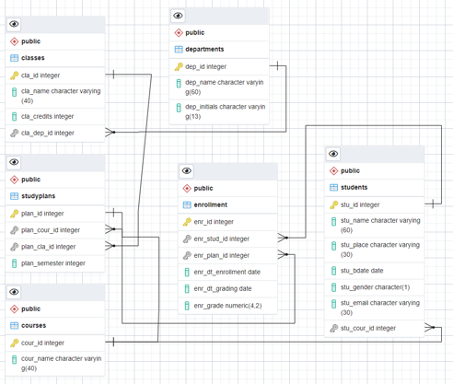 public
classes
cla_id integer
cla_name character varying
(40)
cla_credits integer
cla_dep_id integer
public
departments
dep_id integer
dep_name character varyin
g(60)
dep_initials character varyin
g(13)
public
studyplans
plan_id integer
plan_cour_id integer
plan_cla_id integer
plan_semester integer
public
enrollment
enr_id integer
enr_stud_id integer
enr_plan_id integer
enr_dt_enrollment date
enr_dt_grading date
enr_grade numeric(4,2)
public
students
stu_id integer
stu_name character varying
(60)
stu_place character varying
(30)
stu_bdate date
stu_gender character(1)
stu_email character varying
(30)
stu_cour_id integer
public
courses
cour_id integer
cour_name character varyin
g(40)